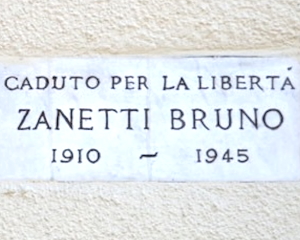 CADUTO PER LA LIBERTÀ
ZANETTI BRUNO
1910 ~ 1945